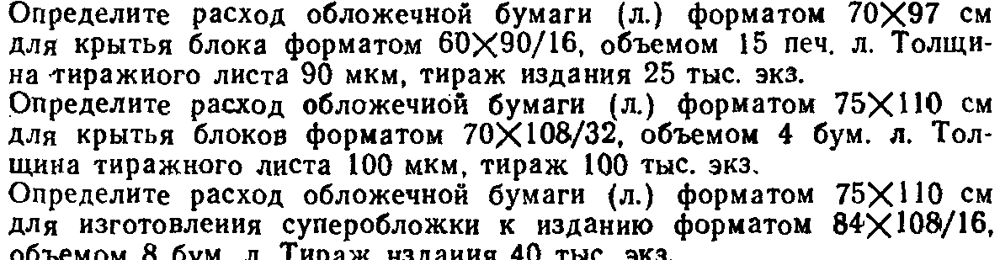 Определите расход обложечной бумаги (л.) форматом 70×97 см
для крытья блока форматом 60×90/16, объемом 15 печ. л. Толщи-
на тиражного листа 90 мкм, тираж издания 25 тыс. экз.
Определите расход обложечной бумаги (л.) форматом 75×110 см
для крытья блоков форматом 70×108/32, объемом 4 бум. л. Тол-
щина тиражного листа 100 мкм, тираж 100 тыс. экз.
Определите расход обложечной бумаги (л.) форматом 75×110 см
для изготовления суперобложки к изданию форматом 84×108/16,
объемом 8 бум. л. Тираж издания 40 тыс. экз.